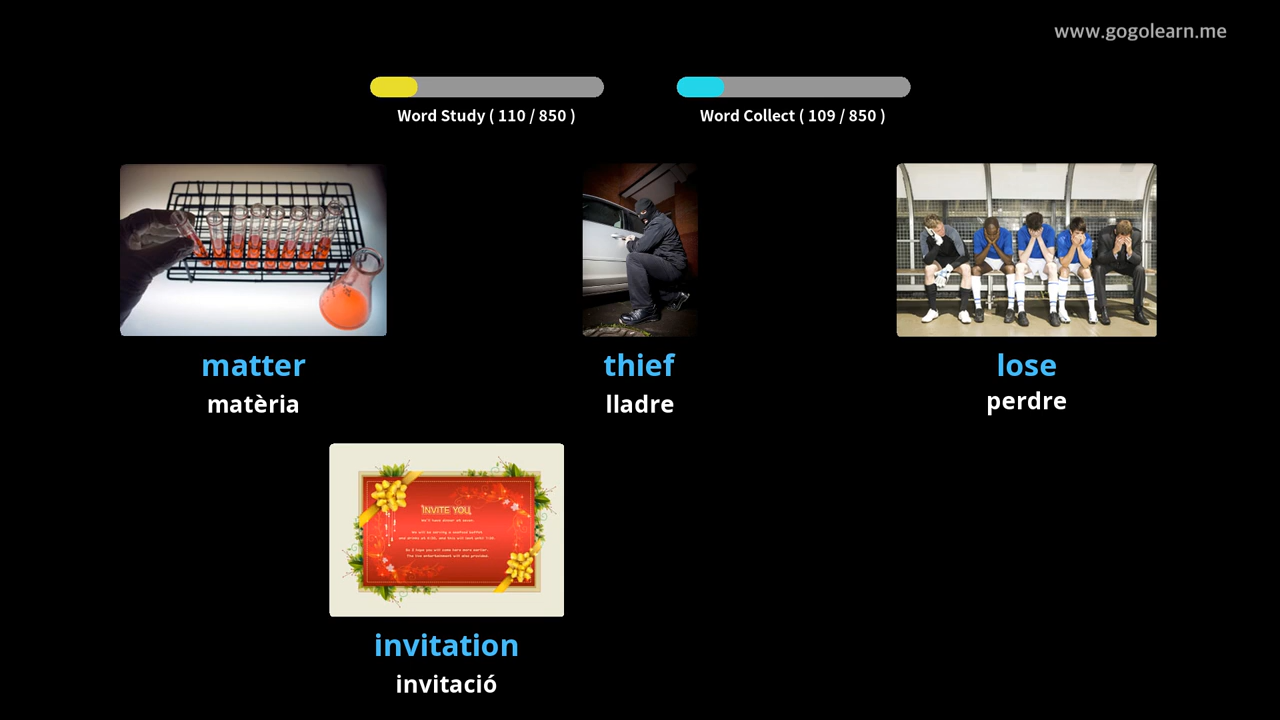 www.gogolearn.me
Word Study ( 110 / 850 )
Word Collect ( 109 / 850 )
matter
matèria
thief
lladre
lose
perdre
INVITE YOU
invitation
invitació